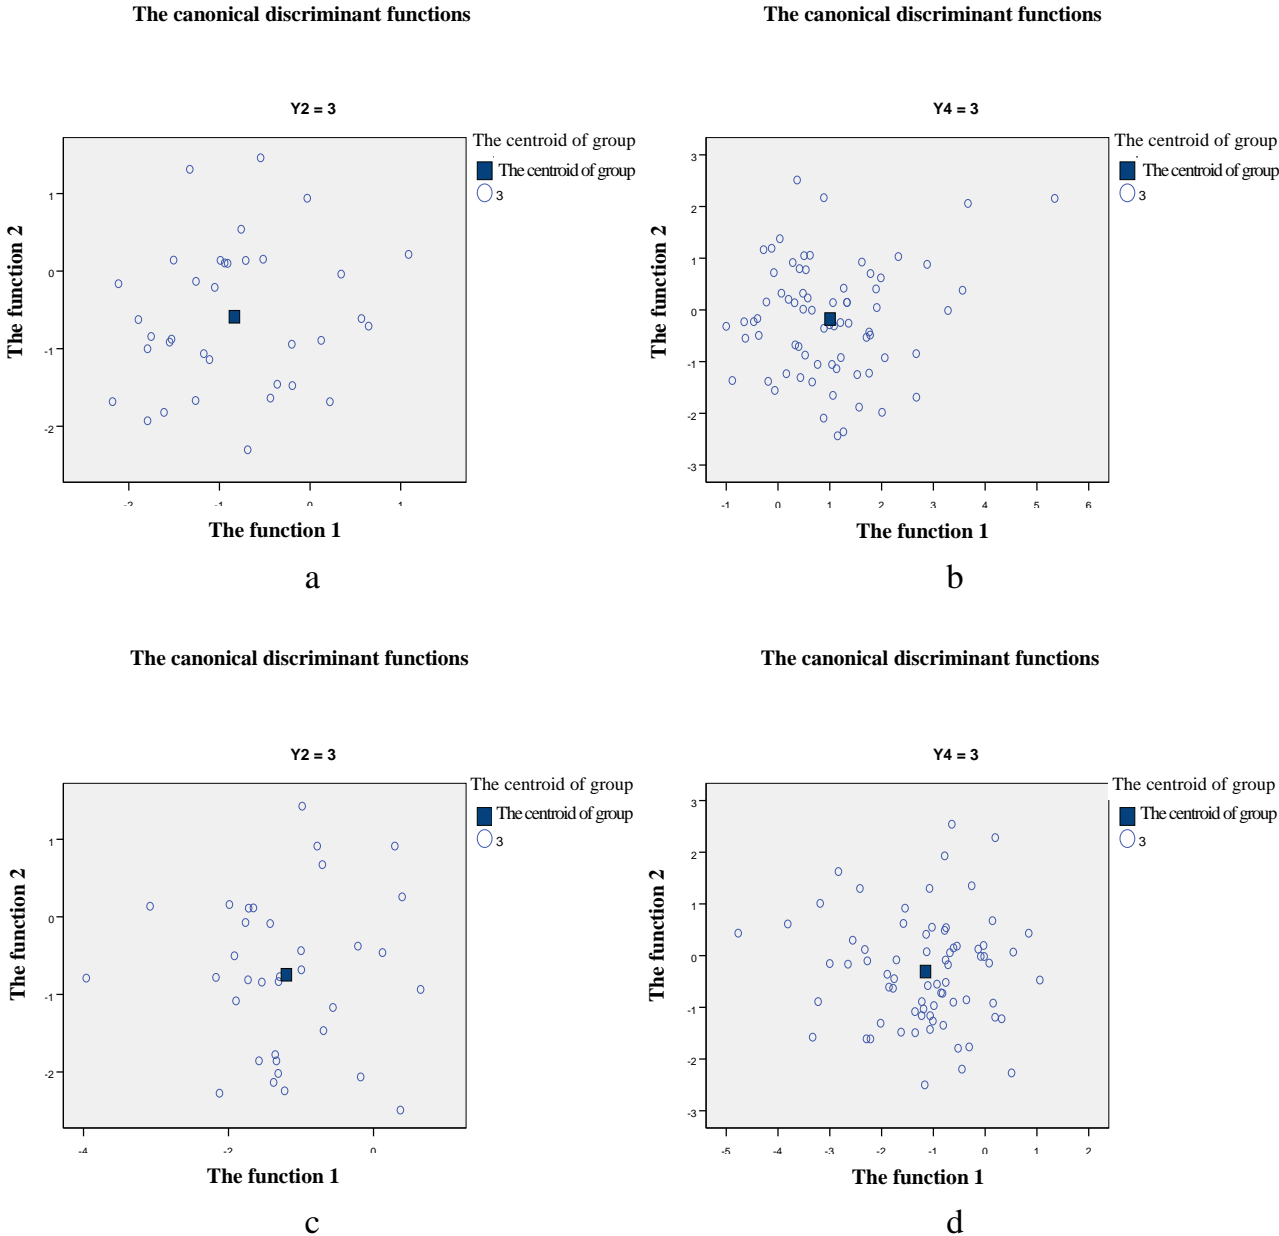 The canonical discriminant functions
Y2 = 3
The centroid of group
The centroid of group
3
The function 2
1
0
-1
-2
-2 -1 0 1
The function 1
a
The canonical discriminant functions
Y4 = 3
The centroid of group
The centroid of group
3
The function 2
3
2
1
0
-1
-2
-3
-1 0 1 2 3 4 5 6
The function 1
b
The canonical discriminant functions
Y2 = 3
The centroid of group
The centroid of group
3
The function 2
1
0
-1
-2
-4 -2 0
The function 1
c
The canonical discriminant functions
Y4 = 3
The centroid of group
The centroid of group
3
The function 2
3
2
1
0
-1
-2
-3
-5 -4 -3 -2 -1 0 1 2
The function 1
d